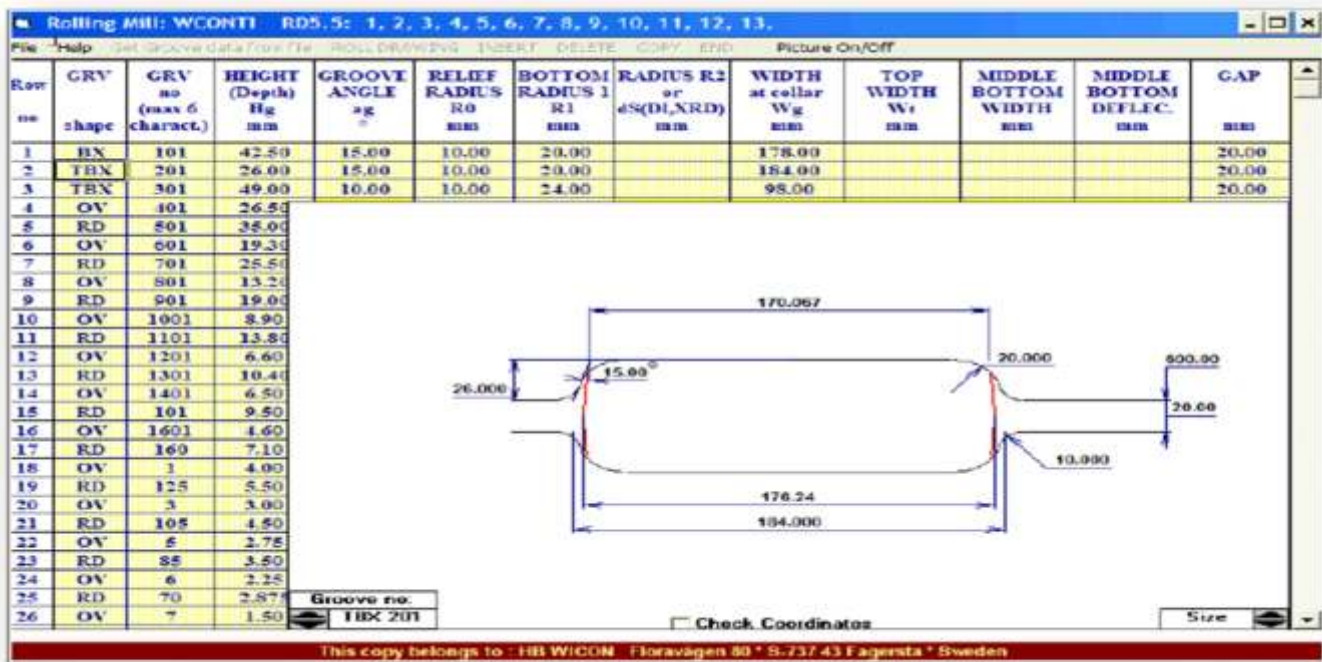 Rolling Mill: WCONTI RD5.5: 1, 2, 3, 4, 5, 6, 7, 8, 9, 10, 11, 12, 13.
File Help Get Groove data from file ROLL DRAWING INSERT DELETE COPY END Picture On/Off
Row no GRV shape GRV no (max 6 charact.) HEIGHT (Depth) Hg mm GROOVE ANGLE ag ° RELIEF RADIUS R0 mm BOTTOM RADIUS 1 R1 mm RADIUS R2 or dS(DI,XRD) mm WIDTH at collar Wg mm TOP WIDTH Wt mm MIDDLE BOTTOM WIDTH mm MIDDLE BOTTOM DEFLEC. mm GAP mm
1 BX 101 42.50 15.00 10.00 20.00 178.00 20.00
2 TBX 201 26.00 15.00 10.00 20.00 184.00 20.00
3 TBX 301 49.00 10.00 10.00 24.00 98.00 20.00
4 OV 401 26.50
5 RD 501 35.00
6 OV 601 19.30
7 RD 701 25.50
8 OV 801 13.20
9 RD 901 19.00
10 OV 1001 8.90
11 RD 1101 13.80
12 OV 1201 6.60
13 RD 1301 10.40
14 OV 1401 6.50
15 RD 101 9.50
16 OV 1601 4.60
17 RD 160 7.10
18 OV 1 4.00
19 RD 125 5.50
20 OV 3 3.00
21 RD 105 4.50
22 OV 5 2.75
23 RD 85 3.50
24 OV 6 2.25
25 RD 70 2.875
26 OV 7 1.50
170.067
20.000
600.00
15.00°
26.000
20.00
10.000
176.24
184.000
Groove no:
TBX 201
Check Coordinates
Size
This copy belongs to : HB WICON Floravägen 80 * S-737 43 Fagersta * Sweden